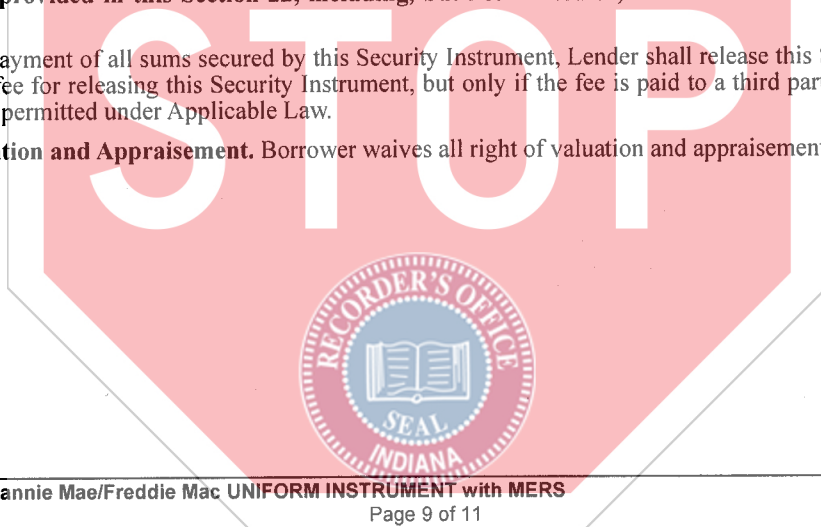 provided in this Section 22, including, but
ayment of all sums secured by this Security Instrument, Lender shall release this
fee for releasing this Security Instrument, but only if the fee is paid to a third par
permitted under Applicable Law.
tion and Appraisement. Borrower waives all right of valuation and appraisemen
STOP
RECORDER'S OFFICE
SEAL
INDIANA
annie Mae/Freddie Mac UNIFORM INSTRUMENT with MERS
Page 9 of 11